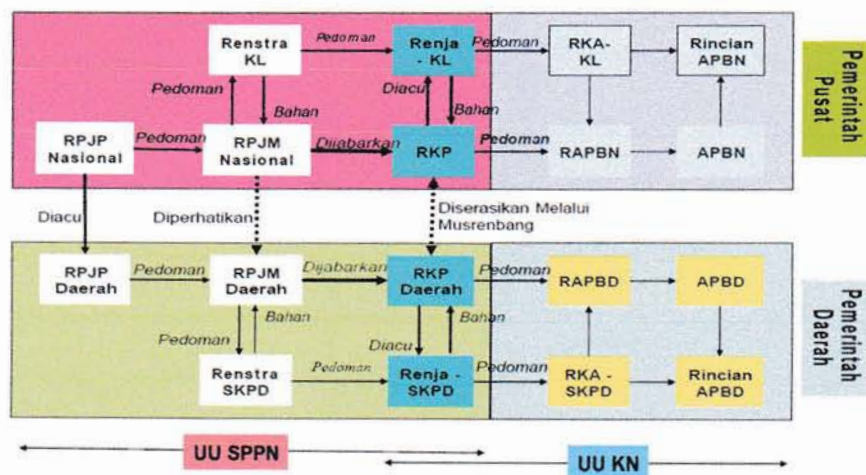 Renstra
KL
Pedoman
Renja
- KL
Pedoman
RKA-
KL
Rincian
APBN
Pedoman
Bahan
Diacu
Bahan
RPJP
Nasional
Pedoman
RPJM
Nasional
Dijabarkan
RKP
Pedoman
RAPBN
APBN
Pemerintah
Pusat
Diacu
Diperhatikan
Diserasikan Melalui
Musrenbang
RPJP
Daerah
Pedoman
RPJM
Daerah
Dijabarkan
RKP
Daerah
Pedoman
RAPBD
APBD
Pedoman
Bahan
Diacu
Bahan
Renstra
SKPD
Pedoman
Renja -
SKPD
Pedoman
RKA -
SKPD
Rincian
APBD
Pemerintah
Daerah
UU SPPN
UU KN